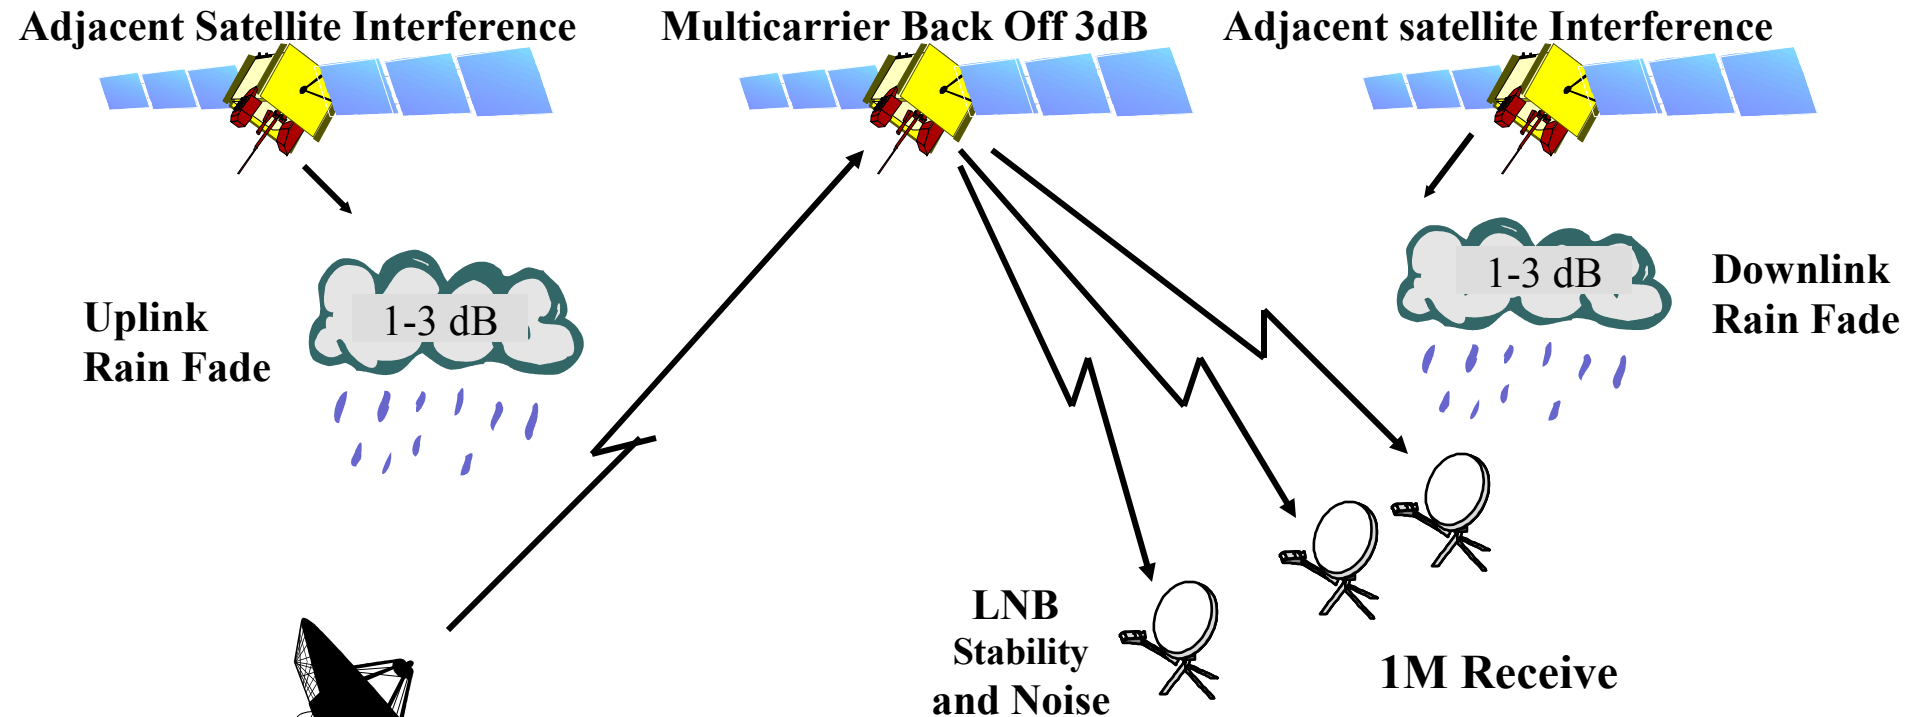 Adjacent Satellite Interference
Multicarrier Back Off 3dB
Adjacent satellite Interference
Uplink
Rain Fade
1-3 dB
1-3 dB
Downlink
Rain Fade
LNB
Stability
and Noise
1M Receive